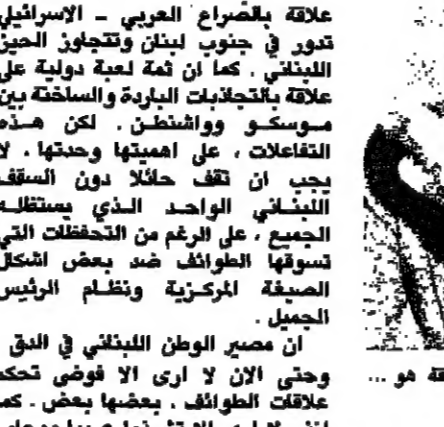 علاقة بالصراع العربي - الاسرائيلي
تدور في جنوب لبنان وتتجاوز الحيز
اللبناني . كما ان ثمة لعبة دولية على
علاقة بالتجاذبات الباردة والساخنة بين
موسكو وواشنطن . لكن هذه
التفاعلات ، على اهميتها وحدتها ، لا
يجب ان تقف حائلا دون السقف
اللبناني الواحد الذي يستظله
الجميع ، على الرغم من التحفظات التي
تسوقها الطوائف ضد بعض اشكال
الصيغة المركزية ونظام الرئيس
الجميل .
ان مصير الوطن اللبناني في الدق
وحتى الان لا ارى الا فوضى تحكم
علاقات الطوائف ، بعضها ببعض . كما
قة هو ...